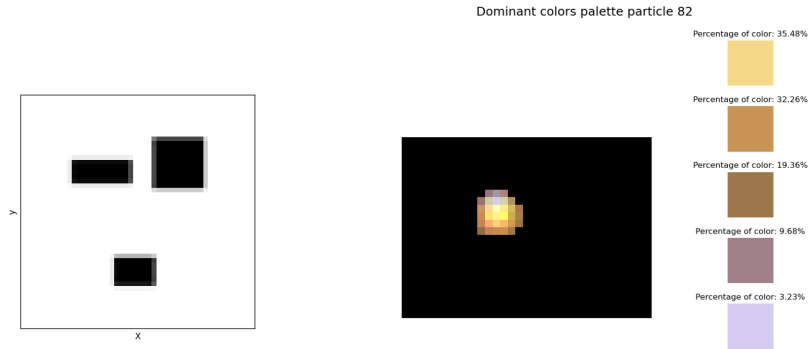 Dominant colors palette particle 82
Percentage of color: 35.48%
Percentage of color: 32.26%
Percentage of color: 19.36%
Percentage of color: 9.68%
Percentage of color: 3.23%
y
X